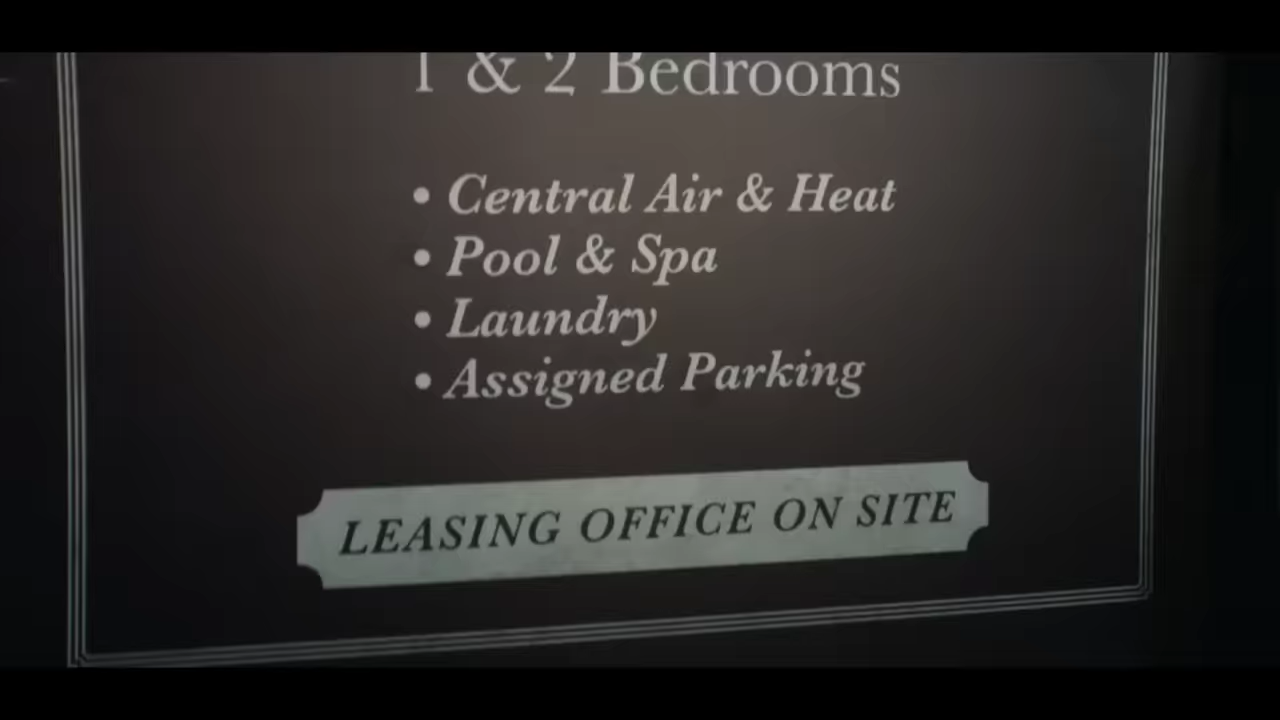 1 & 2 Bedrooms
• Central Air & Heat
• Pool & Spa
• Laundry
• Assigned Parking
LEASING OFFICE ON SITE